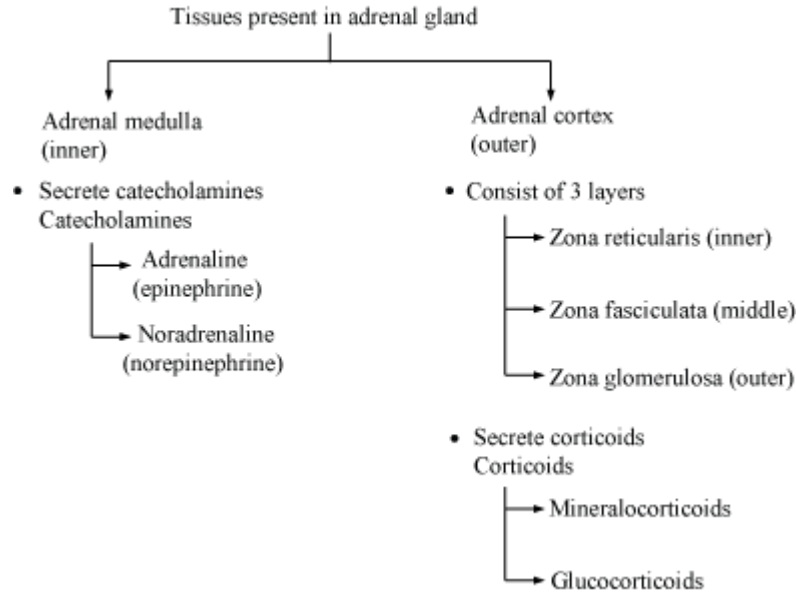 Tissues present in adrenal gland
Adrenal medulla
(inner)
• Secrete catecholamines
Catecholamines
Adrenaline
(epinephrine)
Noradrenaline
(norepinephrine)
Adrenal cortex
(outer)
• Consist of 3 layers
Zona reticularis (inner)
Zona fasciculata (middle)
Zona glomerulosa (outer)
• Secrete corticoids
Corticoids
Mineralocorticoids
Glucocorticoids